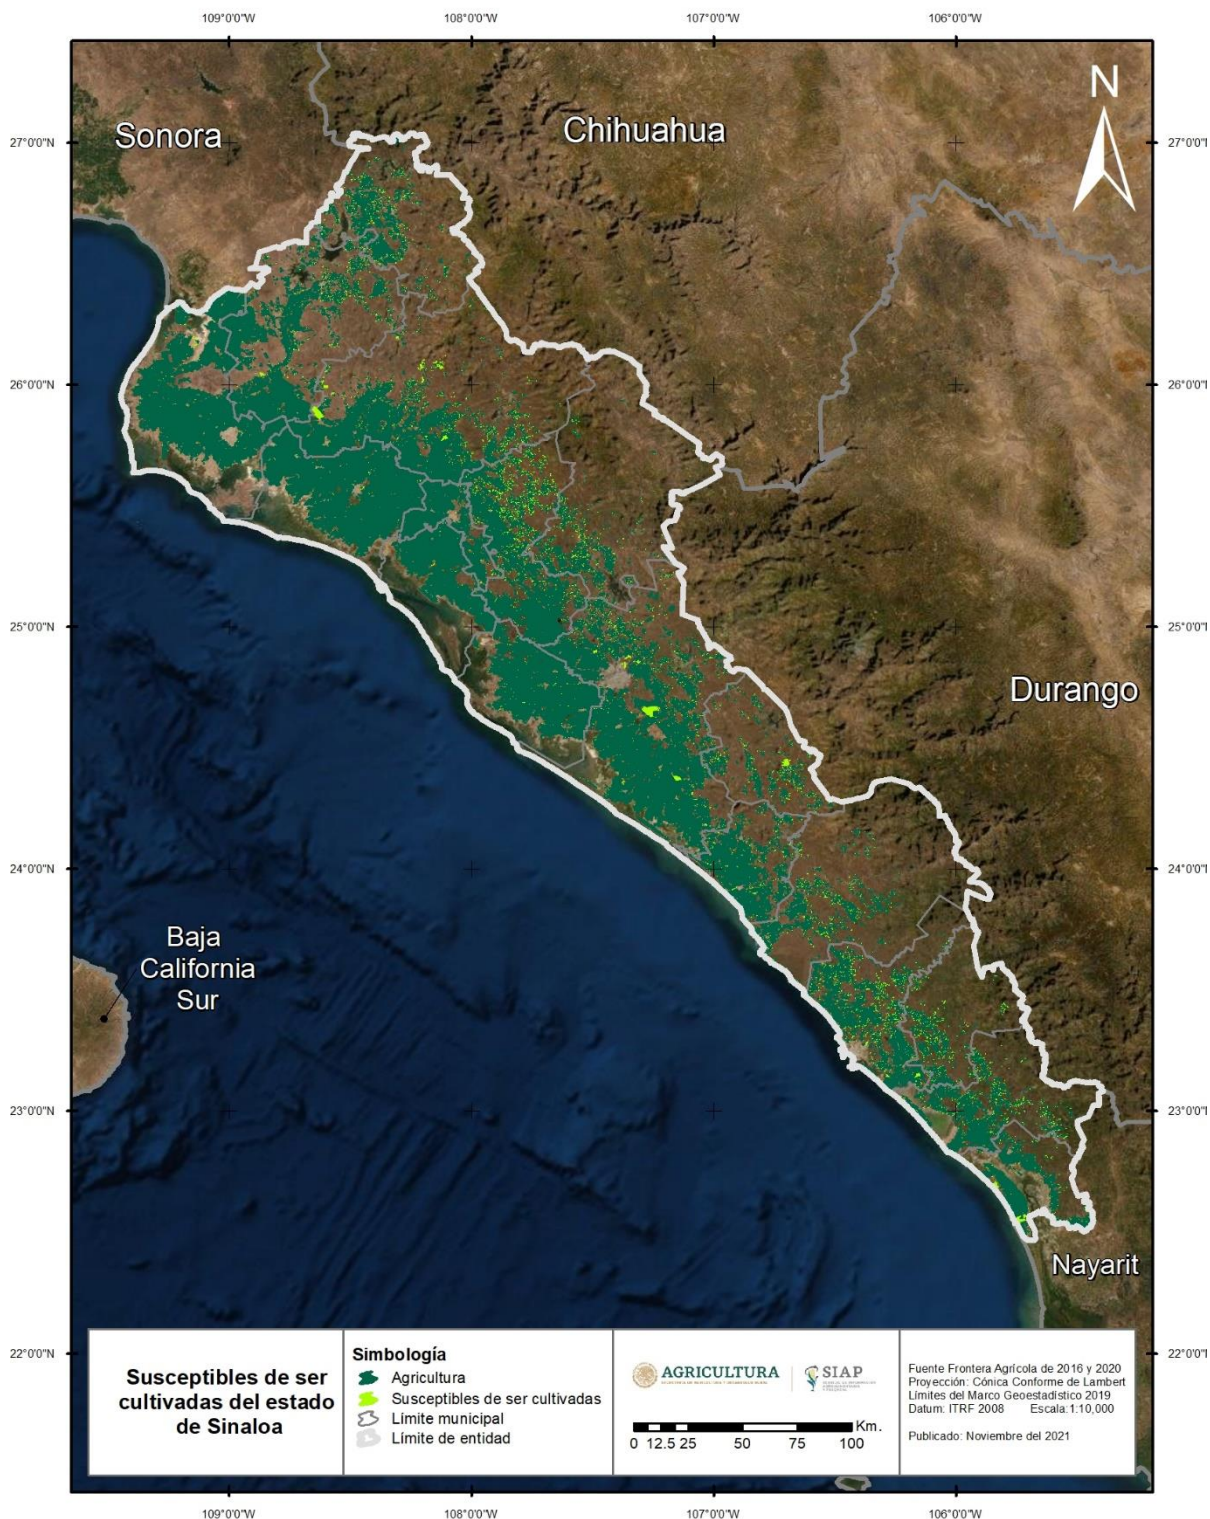 109°0'0"W
108°0'0"W
107°0'0"W
106°0'0"W
N
Sonora
Chihuahua
27°0'0"N
27°0'0"N
26°0'0"N
26°0'0"N
25°0'0"N
25°0'0"N
Durango
24°0'0"N
24°0'0"N
Baja
California
Sur
23°0'0"N
23°0'0"N
Nayarit
22°0'0"N
22°0'0"N
Susceptibles de ser
cultivadas del estado
de Sinaloa
Simbología
Agricultura
Susceptibles de ser cultivadas
Límite municipal
Límite de entidad
AGRICULTURA
SECRETARÍA DE AGRICULTURA Y DESARROLLO RURAL
SIAP
Km.
0 12.5 25 50 75 100
Fuente Frontera Agrícola de 2016 y 2020
Proyección: Cónica Conforme de Lambert
Límites del Marco Geoestadístico 2019
Datum: ITRF 2008 Escala:1:10,000
Publicado: Noviembre del 2021
109°0'0"W
108°0'0"W
107°0'0"W
106°0'0"W